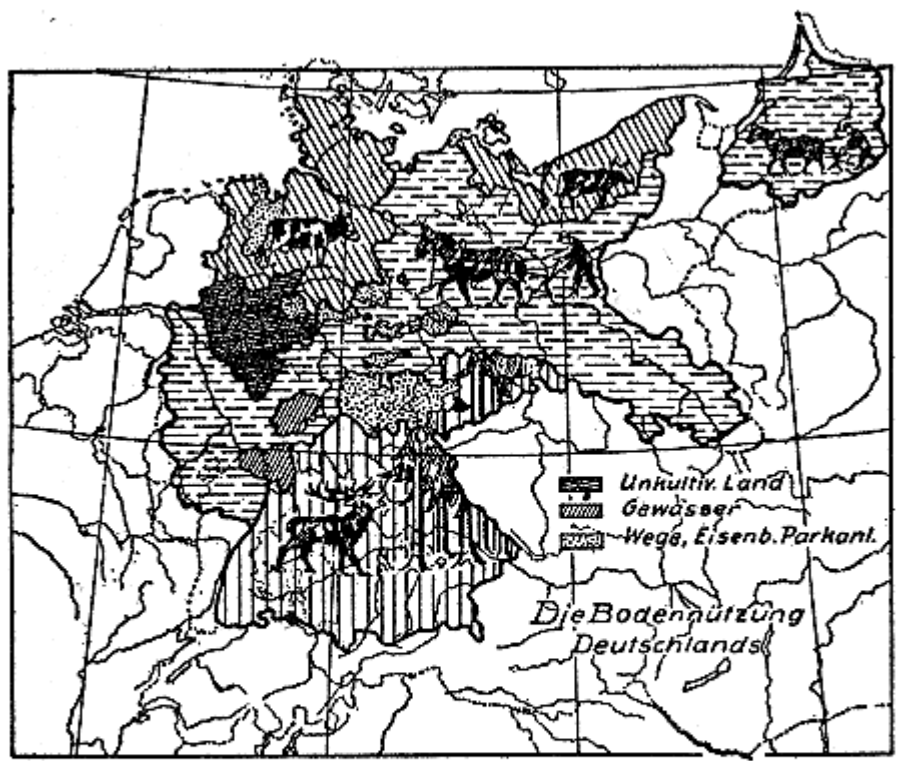 Unkultiv. Land
Gewässer
Wege, Eisenb. Parkanl.
Die Bodennützung
Deutschlands